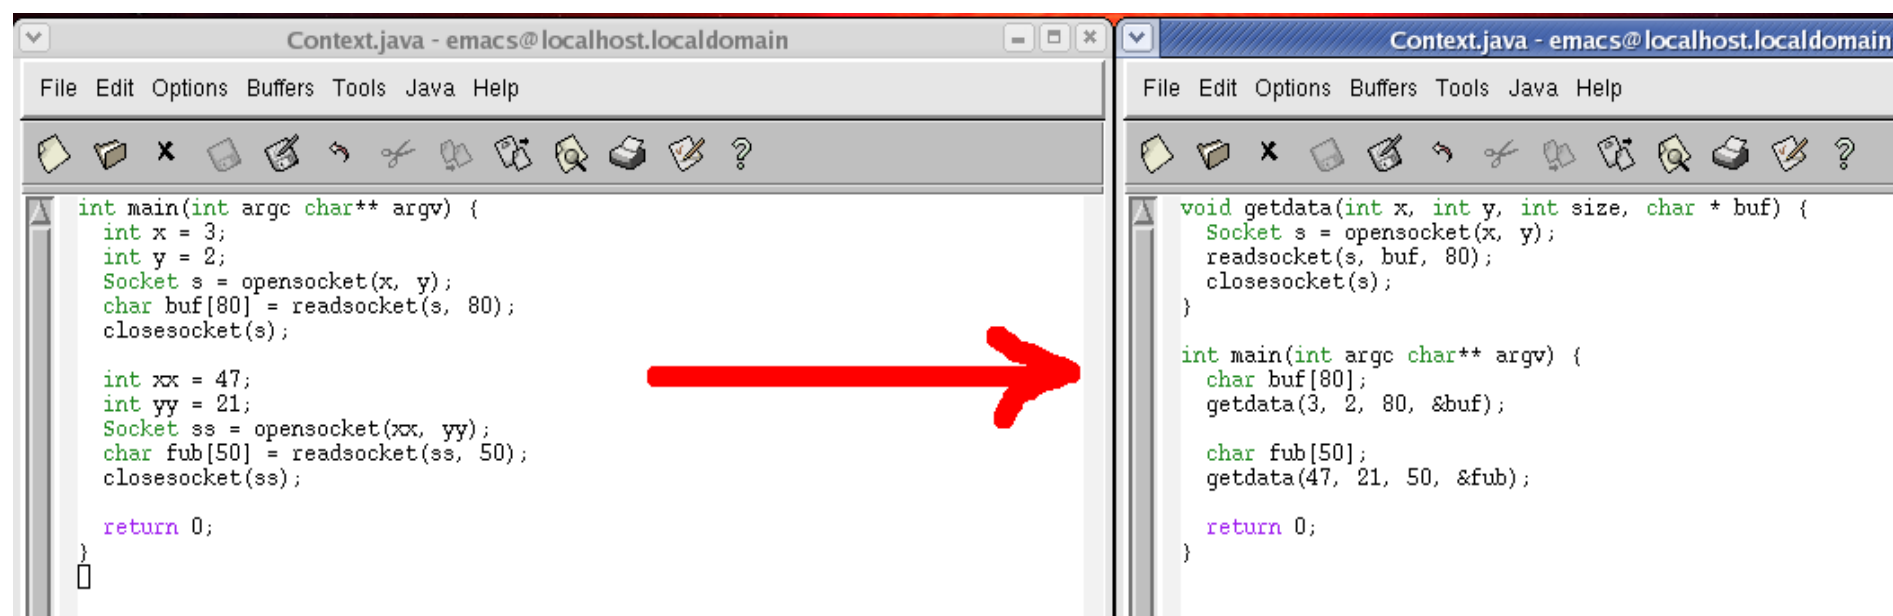 Context.java - emacs@localhost.localdomain
File Edit Options Buffers Tools Java Help
int main(int argc char** argv) {
  int x = 3;
  int y = 2;
  Socket s = opensocket(x, y);
  char buf[80] = readsocket(s, 80);
  closesocket(s);

  int xx = 47;
  int yy = 21;
  Socket ss = opensocket(xx, yy);
  char fub[50] = readsocket(ss, 50);
  closesocket(ss);

  return 0;
}
Context.java - emacs@localhost.localdomain
File Edit Options Buffers Tools Java Help
void getdata(int x, int y, int size, char * buf) {
  Socket s = opensocket(x, y);
  readsocket(s, buf, 80);
  closesocket(s);
}

int main(int argc char** argv) {
  char buf[80];
  getdata(3, 2, 80, &buf);

  char fub[50];
  getdata(47, 21, 50, &fub);

  return 0;
}